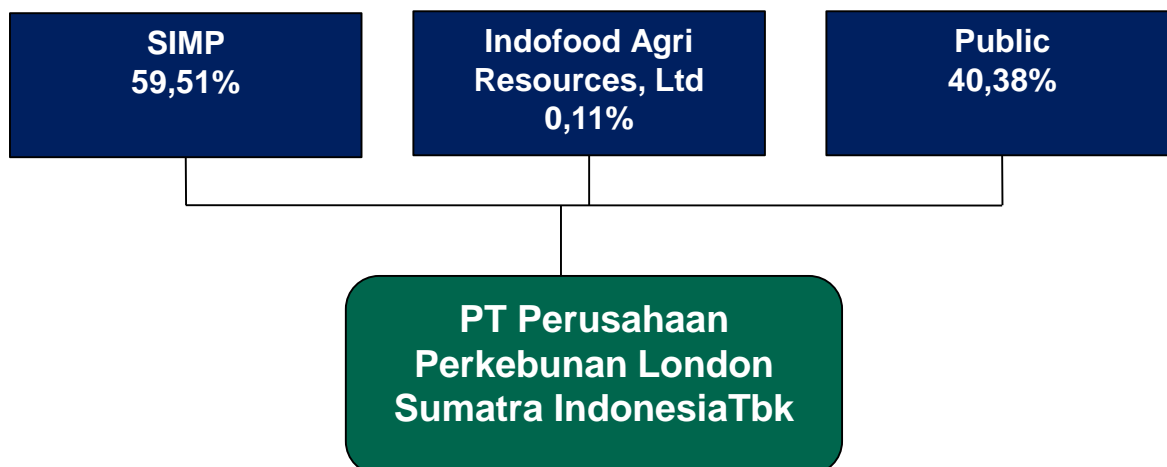 SIMP
59,51%
Indofood Agri
Resources, Ltd
0,11%
Public
40,38%
PT Perusahaan
Perkebunan London
Sumatra IndonesiaTbk